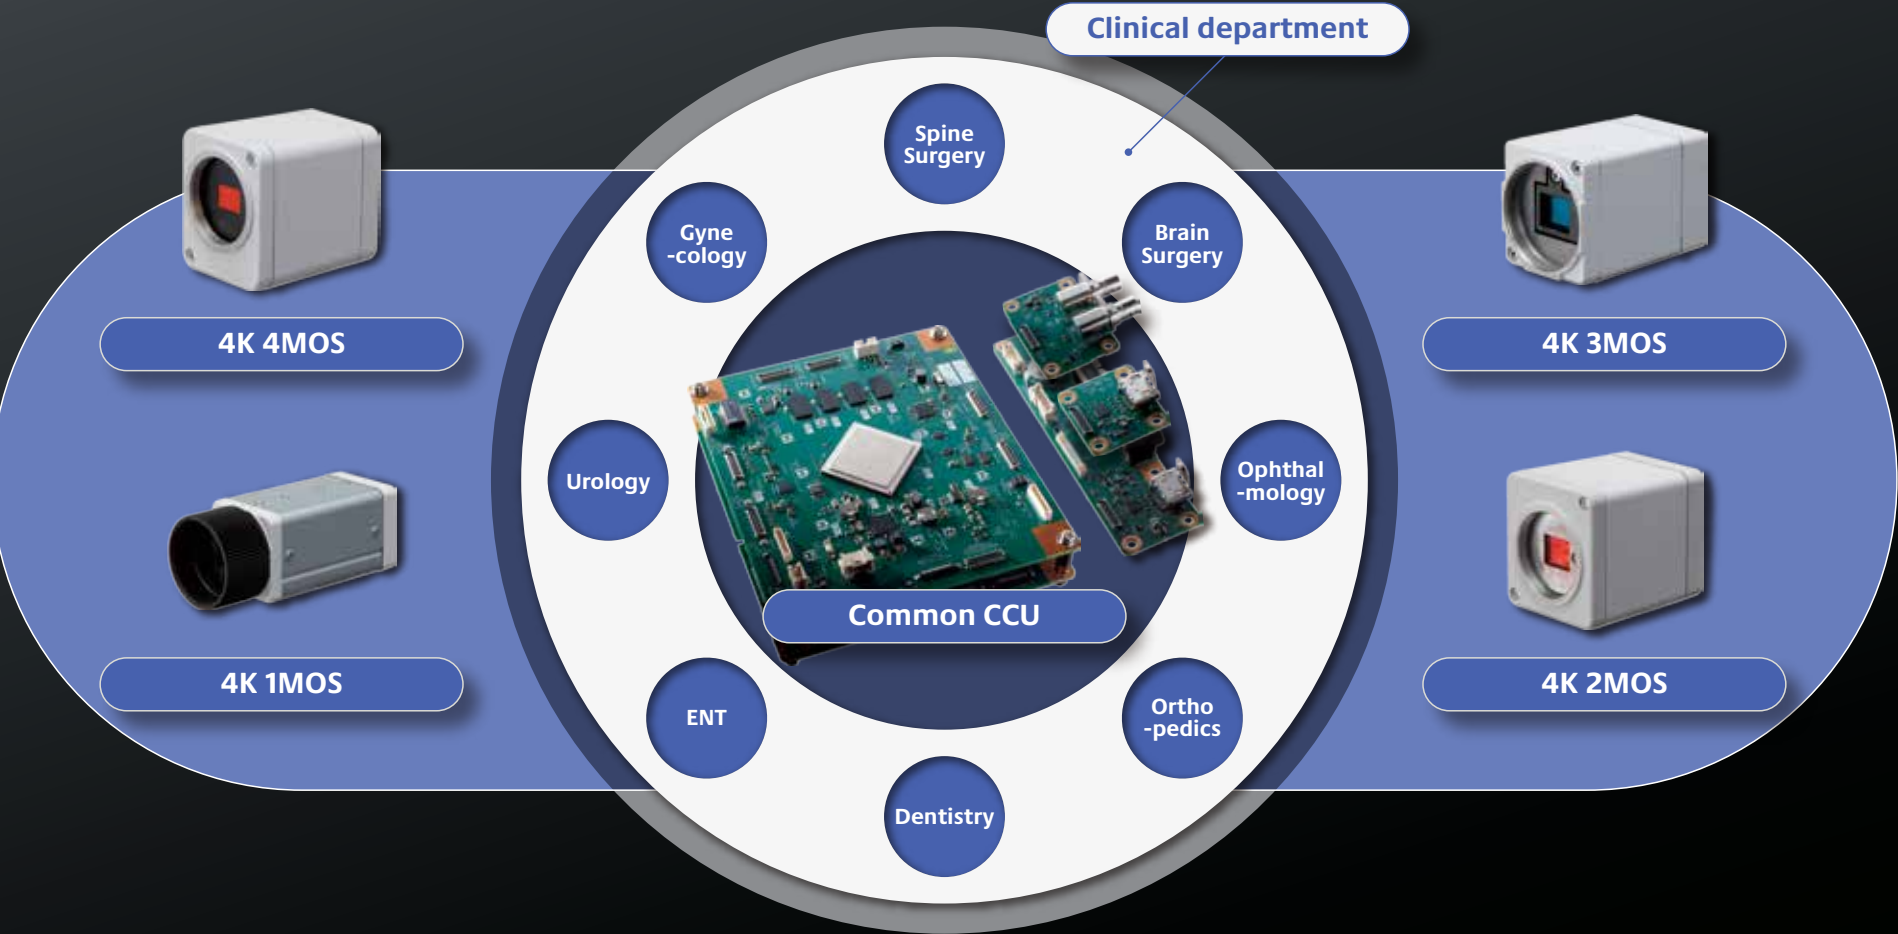 Clinical department
Spine
Surgery
Gyne
-cology
Brain
Surgery
4K 4MOS
4K 3MOS
Urology
Ophthal
-mology
Common CCU
4K 1MOS
4K 2MOS
ENT
Ortho
-pedics
Dentistry